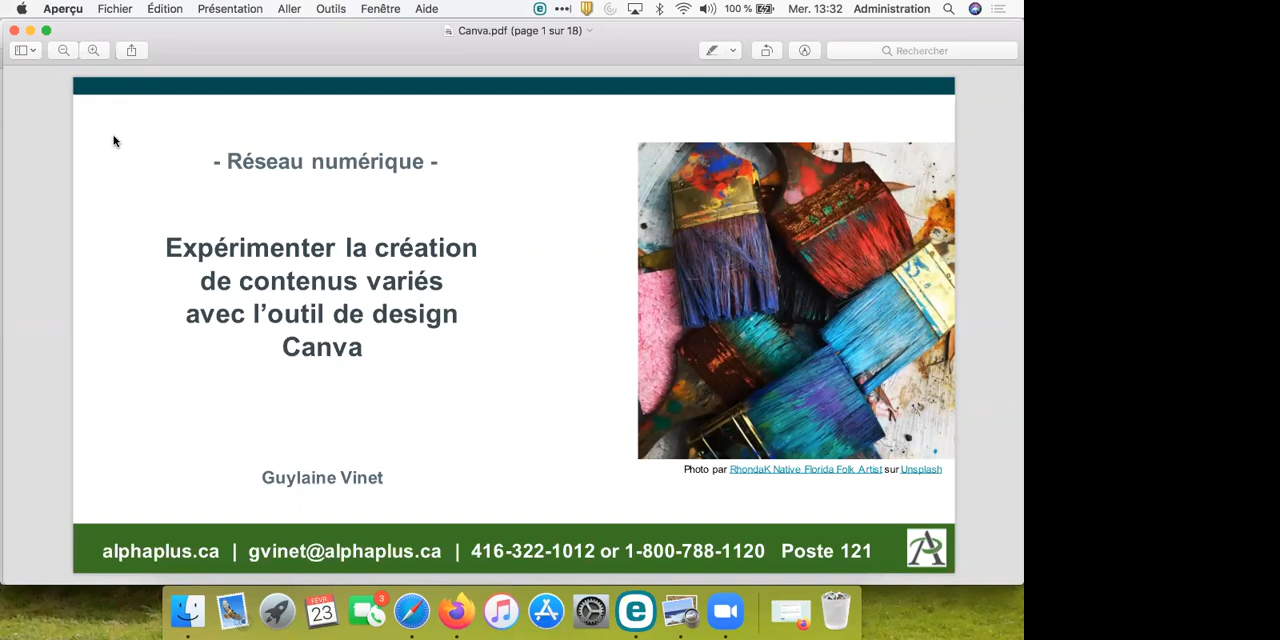 Aperçu Fichier Édition Présentation Aller Outils Fenêtre Aide 100 % Mer. 13:32 Administration
Canva.pdf (page 1 sur 18)
Rechercher
- Réseau numérique -
Expérimenter la création
de contenus variés
avec l’outil de design
Canva
Guylaine Vinet
Photo par RhondaK Native Florida Folk Artist sur Unsplash
alphaplus.ca | gvinet@alphaplus.ca | 416-322-1012 or 1-800-788-1120 Poste 121
FÉVR.
23
3